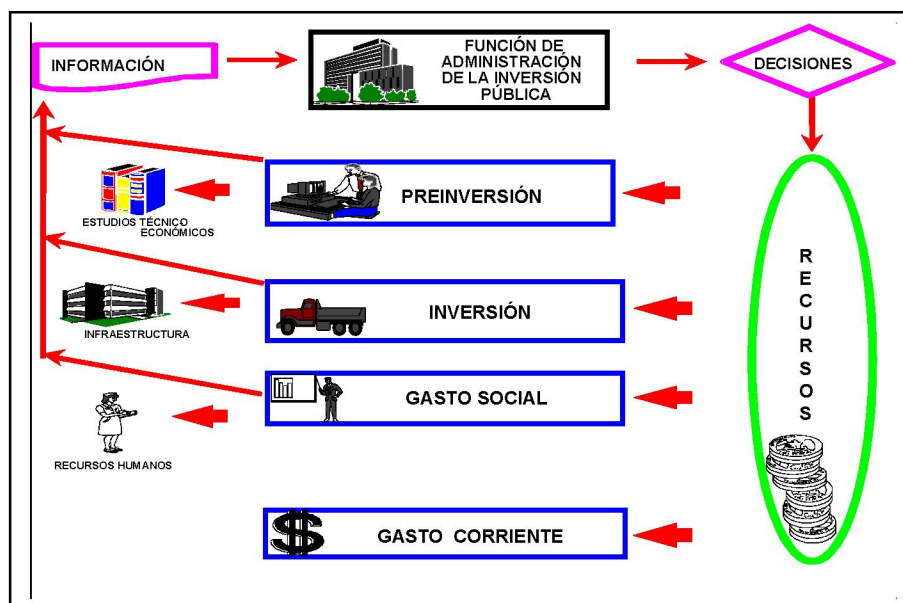 INFORMACIÓN
FUNCIÓN DE
ADMINISTRACIÓN
DE LA INVERSIÓN
PÚBLICA
DECISIONES
PREINVERSIÓN
ESTUDIOS TÉCNICO-
ECONÓMICOS
INVERSIÓN
INFRAESTRUCTURA
GASTO SOCIAL
RECURSOS HUMANOS
GASTO CORRIENTE
$
RECURSOS